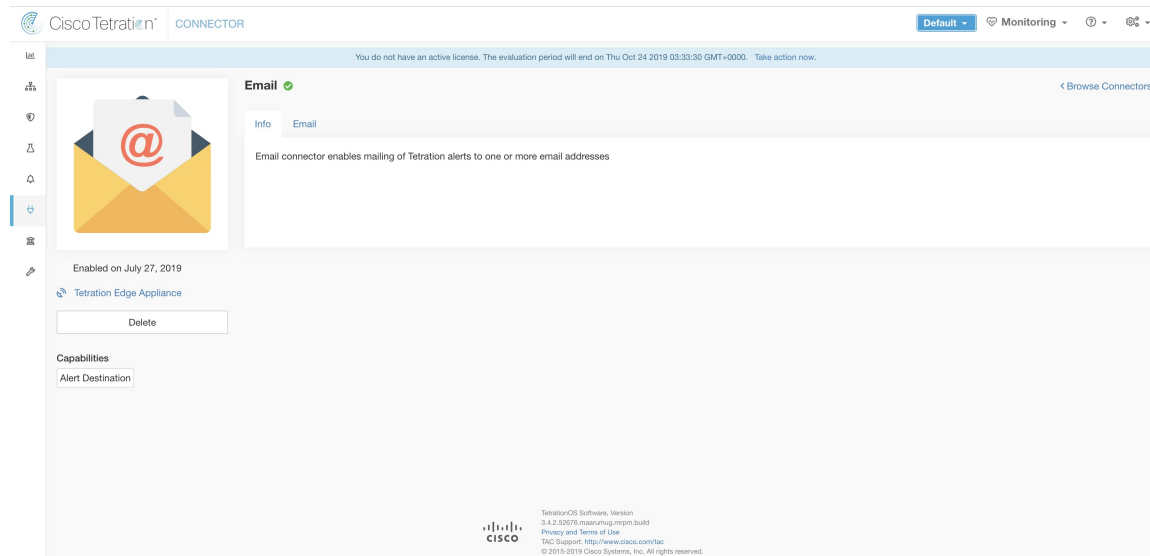 Cisco Tetration™ CONNECTOR Default Monitoring
You do not have an active license. The evaluation period will end on Thu Oct 24 2019 03:33:30 GMT+0000. Take action now.
Email
< Browse Connectors
Info Email
@
Email connector enables mailing of Tetration alerts to one or more email addresses
Enabled on July 27, 2019
Tetration Edge Appliance
Delete
Capabilities
Alert Destination
CISCO
TetrationOS Software, Version
3.4.2.52676.maarumug.mrpm.build
Privacy and Terms of Use
TAC Support: http://www.cisco.com/tac
© 2015-2019 Cisco Systems, Inc. All rights reserved.